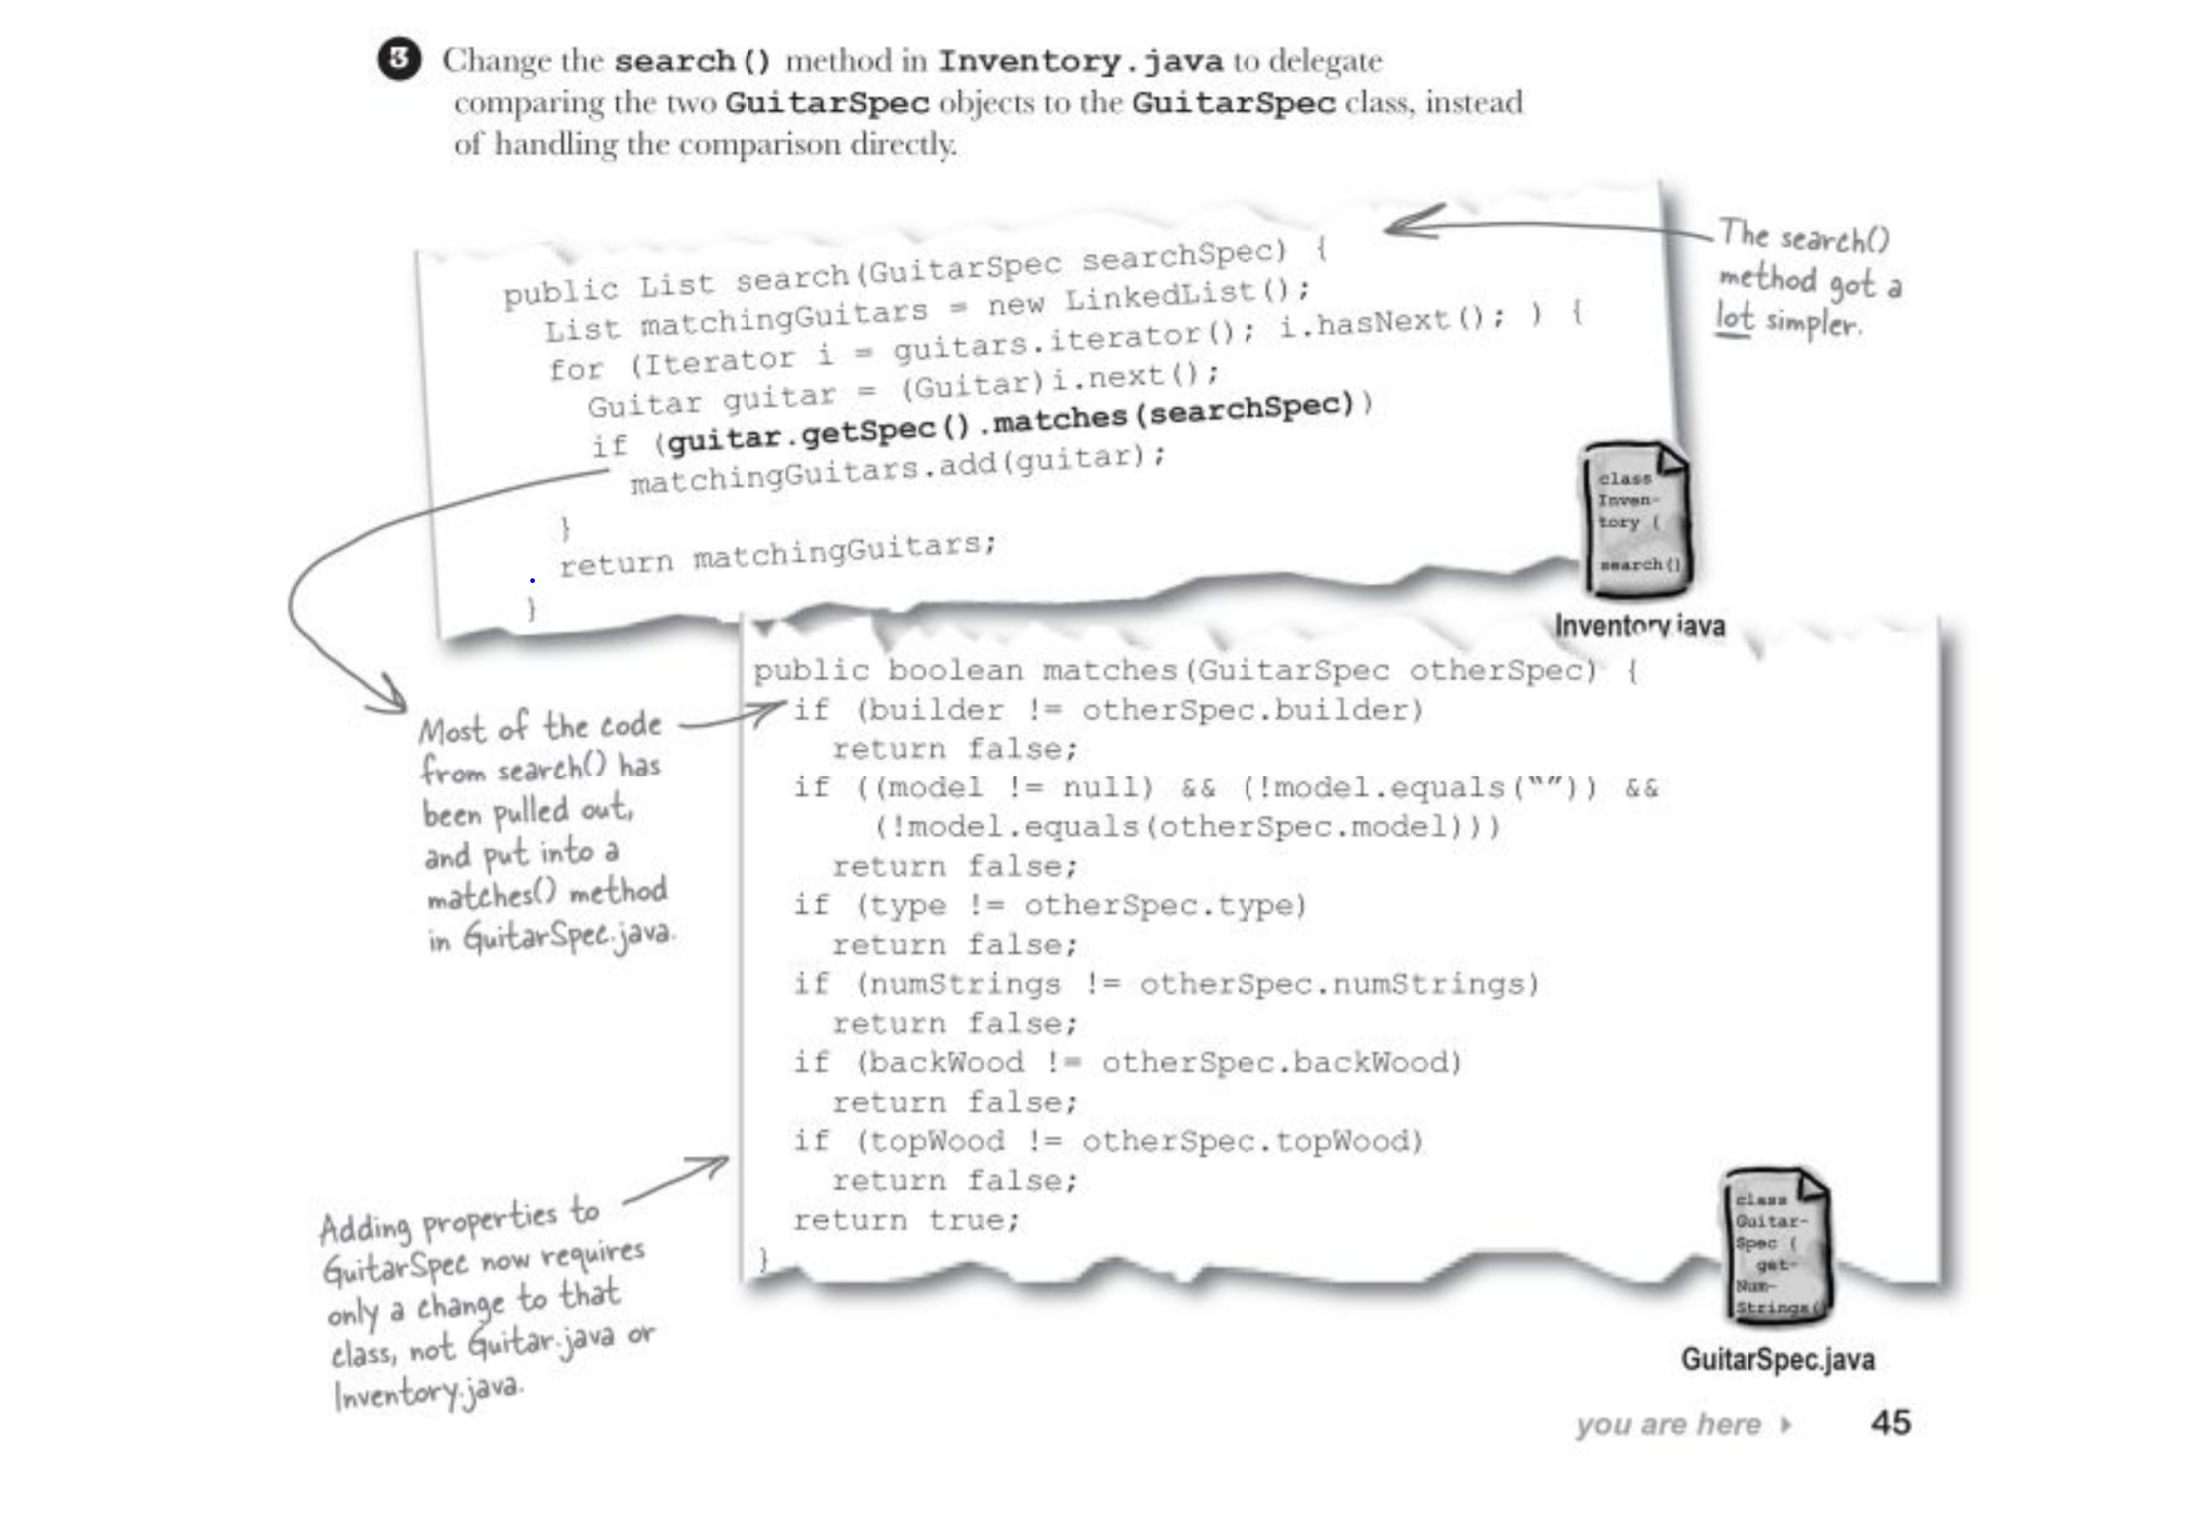 3 Change the search() method in Inventory.java to delegate
comparing the two GuitarSpec objects to the GuitarSpec class, instead
of handling the comparison directly.
public List search(GuitarSpec searchSpec) {
List matchingGuitars = new LinkedList();
for (Iterator i = guitars.iterator(); i.hasNext(); ) {
Guitar guitar = (Guitar)i.next();
if (guitar.getSpec().matches(searchSpec))
matchingGuitars.add(guitar);
}
return matchingGuitars;
}
The search()
method got a
lot simpler.
class
Inven-
tory {
search()
Inventory.java
Most of the code
from search() has
been pulled out,
and put into a
matches() method
in GuitarSpec.java.
public boolean matches(GuitarSpec otherSpec) {
if (builder != otherSpec.builder)
return false;
if ((model != null) && (!model.equals(“”)) &&
(!model.equals(otherSpec.model)))
return false;
if (type != otherSpec.type)
return false;
if (numStrings != otherSpec.numStrings)
return false;
if (backWood != otherSpec.backWood)
return false;
if (topWood != otherSpec.topWood)
return false;
return true;
}
Adding properties to
GuitarSpec now requires
only a change to that
class, not Guitar.java or
Inventory.java.
class
Guitar-
Spec {
get-
Num-
Strings()
GuitarSpec.java
you are here ▸ 45